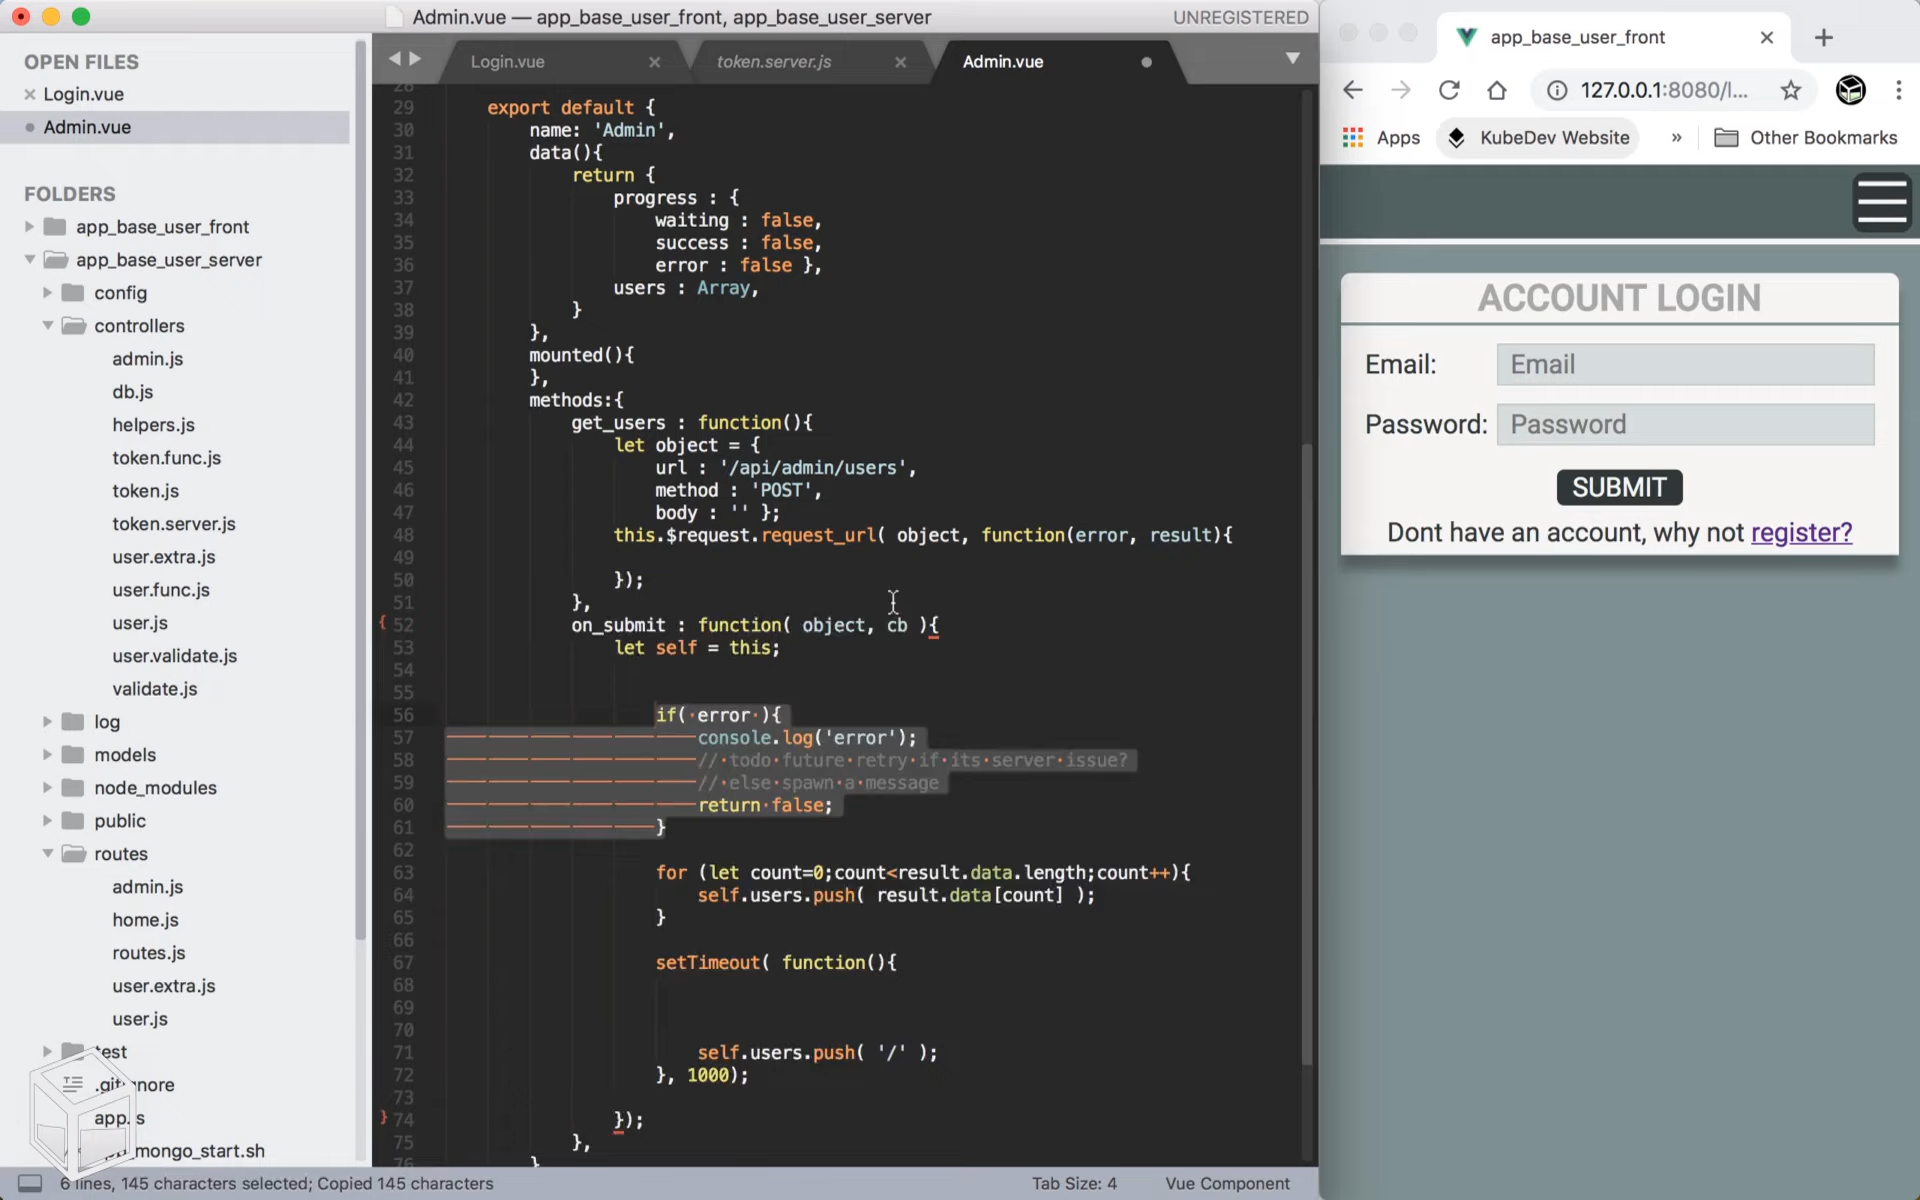 Admin.vue — app_base_user_front, app_base_user_server
UNREGISTERED
OPEN FILES
Login.vue
Admin.vue
FOLDERS
app_base_user_front
app_base_user_server
config
controllers
admin.js
db.js
helpers.js
token.func.js
token.js
token.server.js
user.extra.js
user.func.js
user.js
user.validate.js
validate.js
log
models
node_modules
public
routes
admin.js
home.js
routes.js
user.extra.js
user.js
test
mongo_start.sh
Login.vue
token.server.js
Admin.vue
28
29 export default {
30 name: 'Admin',
31 data(){
32 return {
33 progress : {
34 waiting : false,
35 success : false,
36 error : false },
37 users : Array,
38 }
39 },
40 mounted(){
41 },
42 methods:{
43 get_users : function(){
44 let object = {
45 url : '/api/admin/users',
46 method : 'POST',
47 body : '' };
48 this.$request.request_url( object, function(error, result){
49
50 });
51 },
{ 52 on_submit : function( object, cb ){
53 let self = this;
54
55
56 if( error ){
57 console.log('error');
58 // todo future retry if its server issue?
59 // else spawn a message
60 return false;
61 }
62
63 for (let count=0;count<result.data.length;count++){
64 self.users.push( result.data[count] );
65 }
66
67 setTimeout( function(){
68
69
70
71 self.users.push( '/' );
72 }, 1000);
73
} 74 });
75 },
76 }
6 lines, 145 characters selected; Copied 145 characters
Tab Size: 4
Vue Component
app_base_user_front
127.0.0.1:8080/l...
Apps
KubeDev Website
»
Other Bookmarks
ACCOUNT LOGIN
Email: Email
Password: Password
SUBMIT
Dont have an account, why not register?